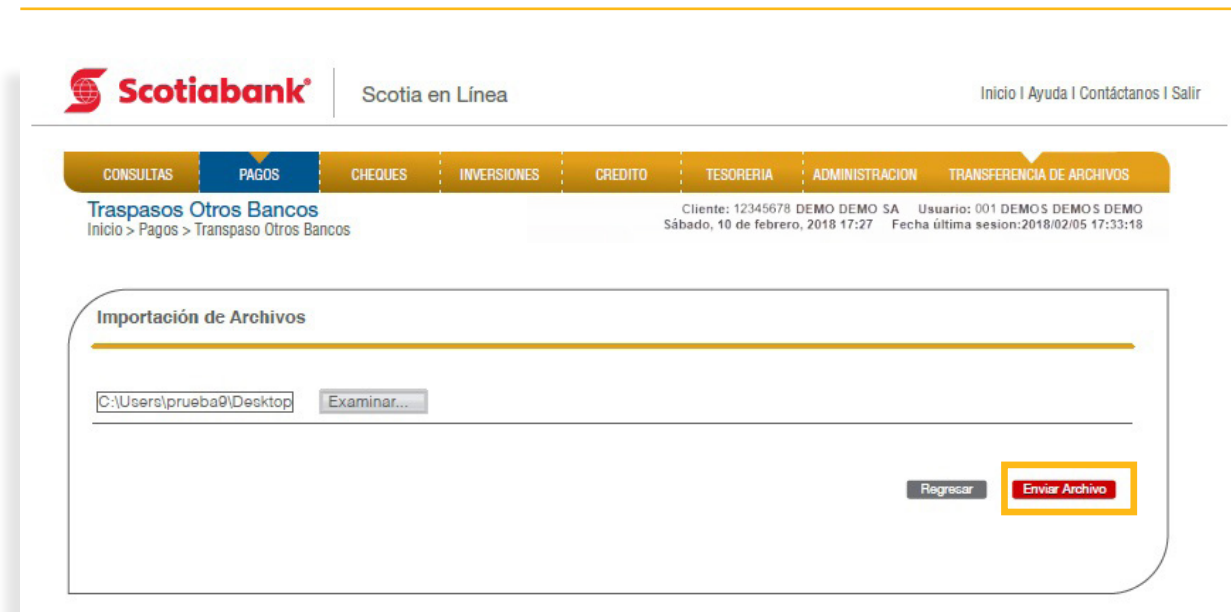 Scotiabank® Scotia en Línea Inicio I Ayuda I Contáctanos I Salir
CONSULTAS PAGOS CHEQUES INVERSIONES CREDITO TESORERIA ADMINISTRACION TRANSFERENCIA DE ARCHIVOS
Traspasos Otros Bancos Cliente: 12345678 DEMO DEMO SA Usuario: 001 DEMOS DEMOS DEMO
Inicio > Pagos > Transpaso Otros Bancos Sábado, 10 de febrero, 2018 17:27 Fecha última sesion:2018/02/05 17:33:18
Importación de Archivos
C:\Users\prueba9\Desktop Examinar...
Regresar Enviar Archivo